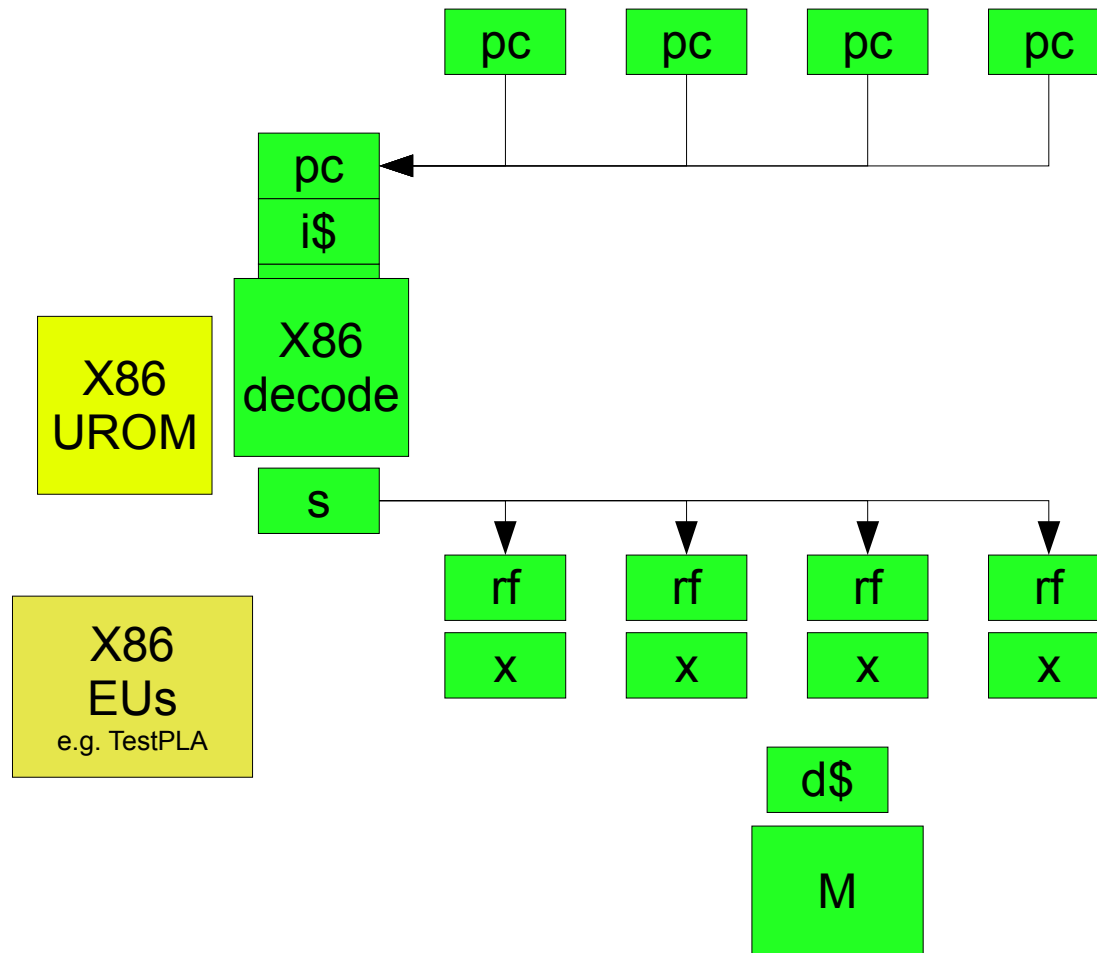 pc
pc
pc
pc
pc
i$
X86
decode
X86
UROM
s
rf
rf
rf
rf
X86
EUs
e.g. TestPLA
x
x
x
x
d$
M